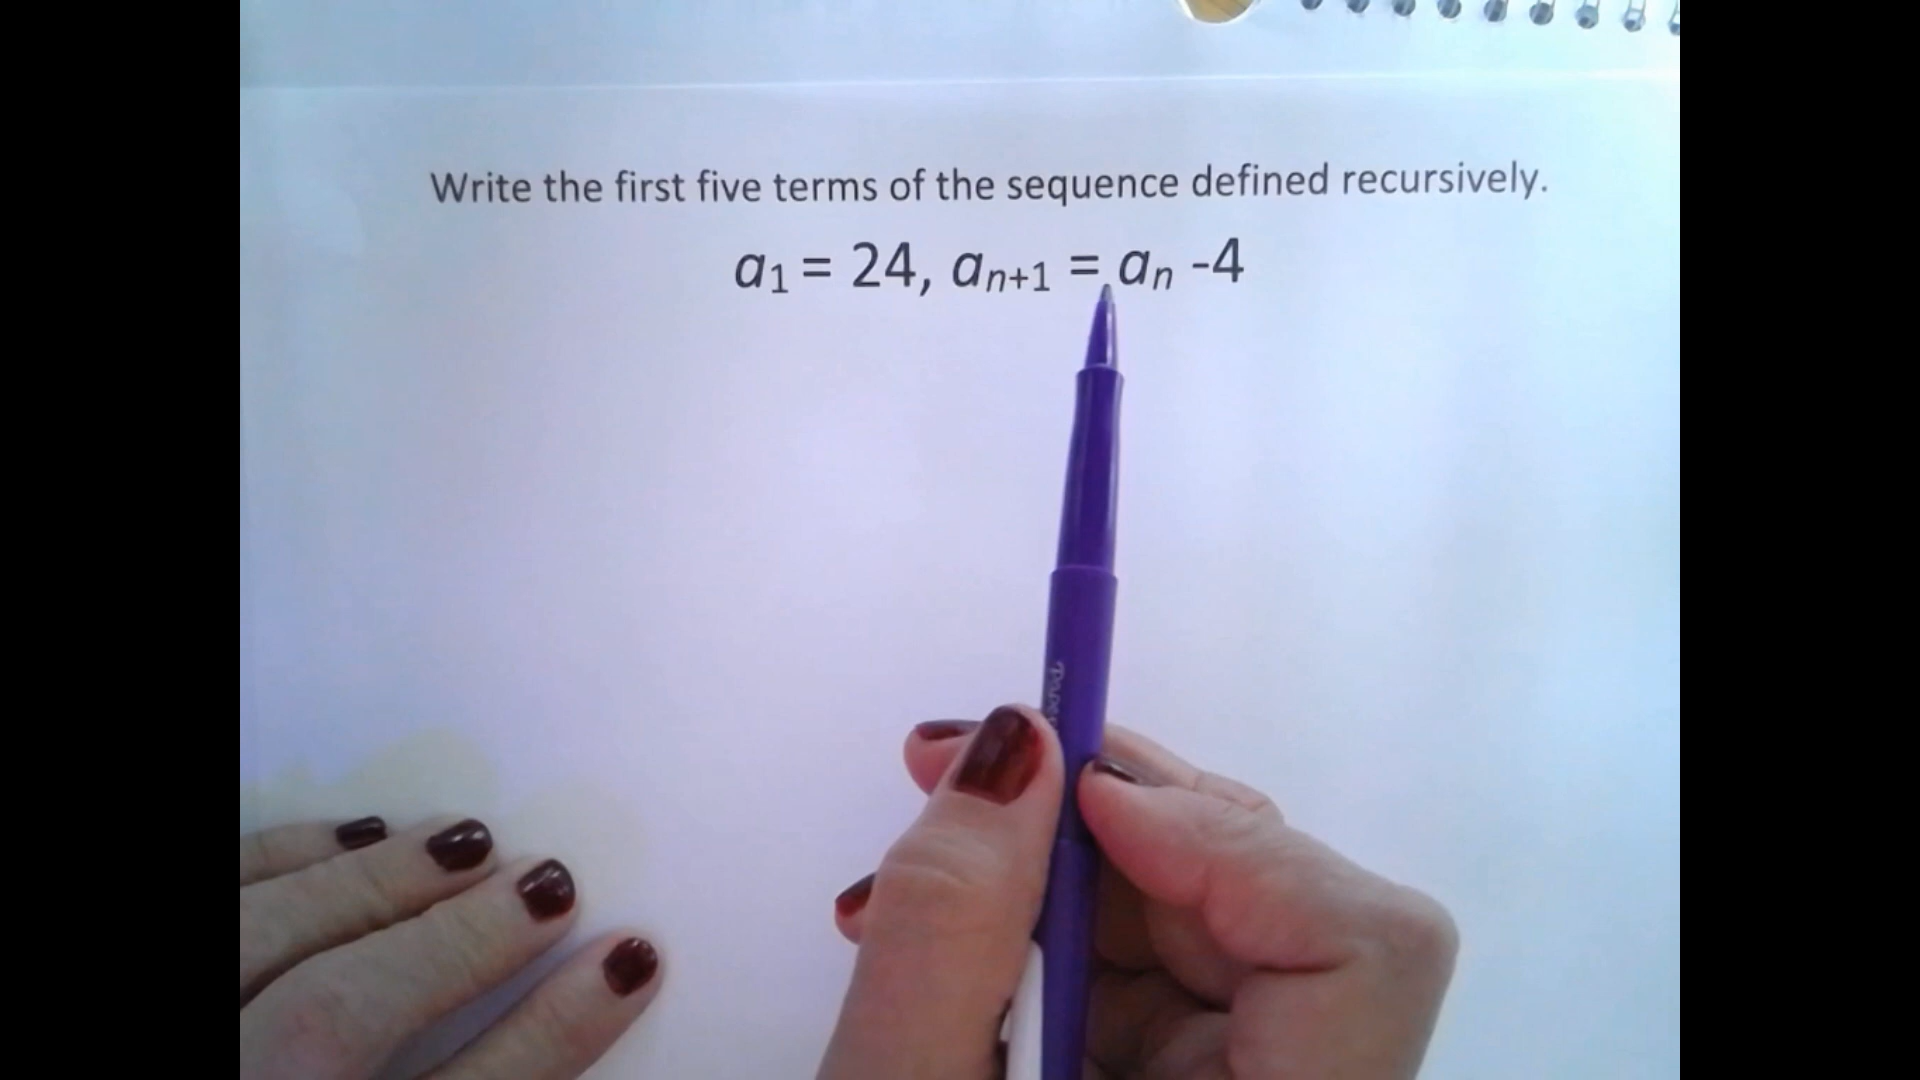 Write the first five terms of the sequence defined recursively.
a₁ = 24, aₙ₊₁ = aₙ -4